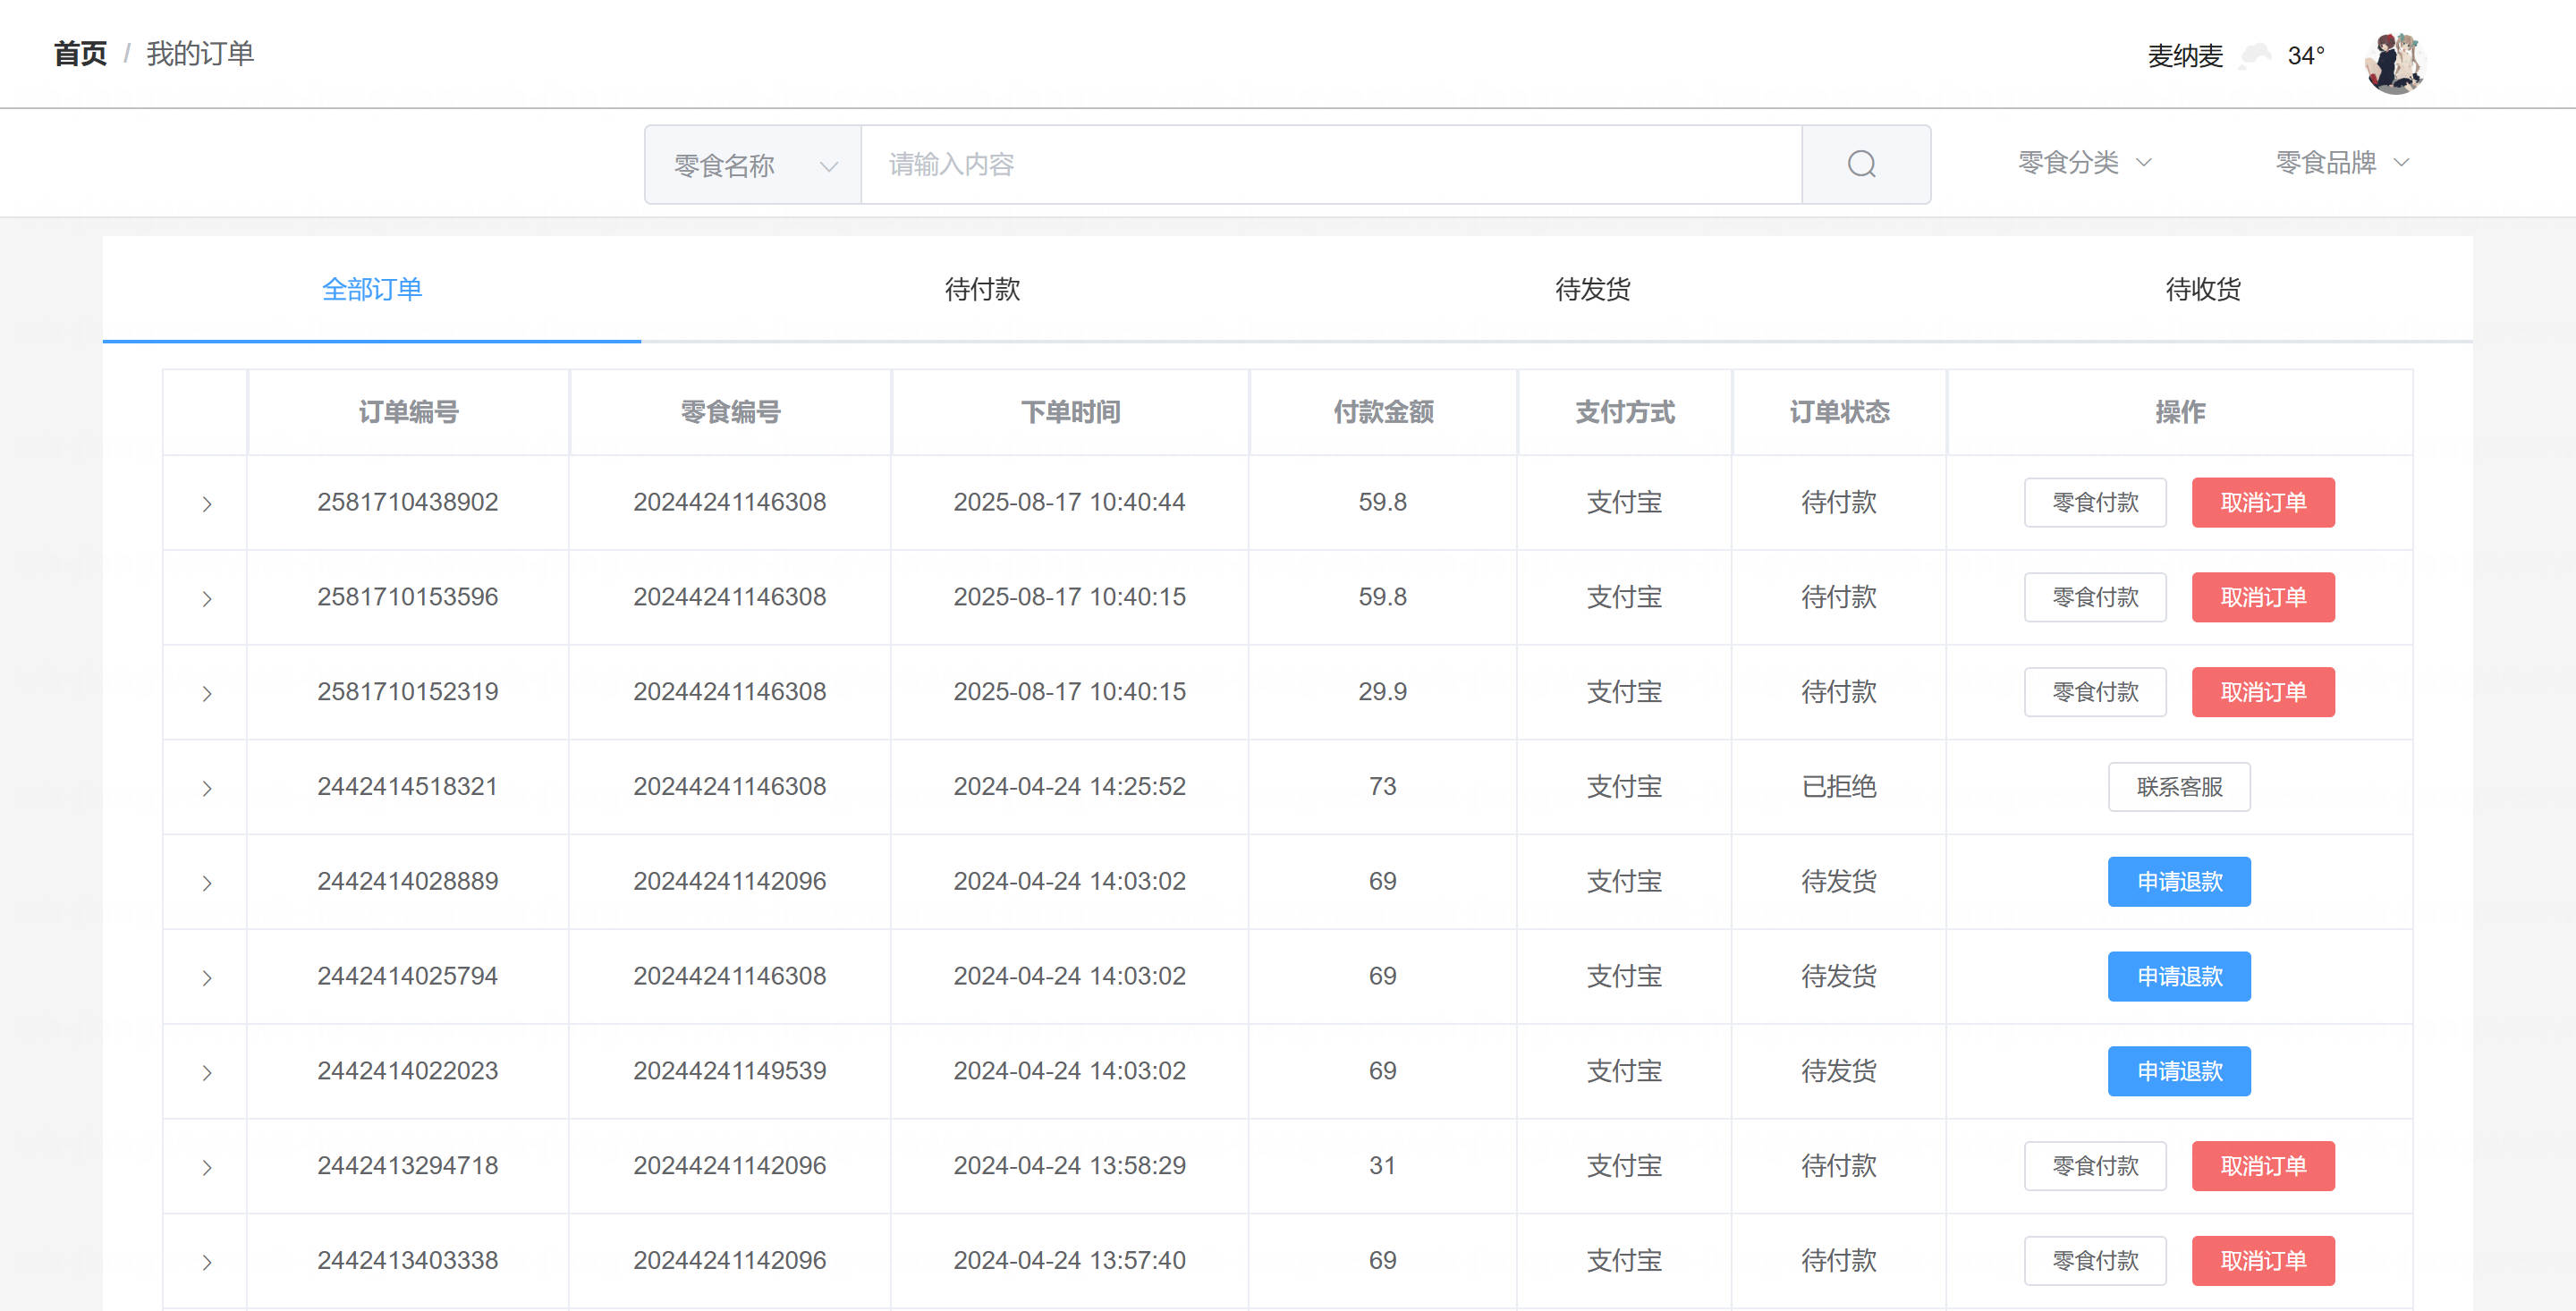 首页 / 我的订单
麦纳麦 34°
零食名称 请输入内容 零食分类 零食品牌
全部订单 待付款 待发货 待收货
订单编号 零食编号 下单时间 付款金额 支付方式 订单状态 操作
2581710438902 20244241146308 2025-08-17 10:40:44 59.8 支付宝 待付款 零食付款 取消订单
2581710153596 20244241146308 2025-08-17 10:40:15 59.8 支付宝 待付款 零食付款 取消订单
2581710152319 20244241146308 2025-08-17 10:40:15 29.9 支付宝 待付款 零食付款 取消订单
2442414518321 20244241146308 2024-04-24 14:25:52 73 支付宝 已拒绝 联系客服
2442414028889 20244241142096 2024-04-24 14:03:02 69 支付宝 待发货 申请退款
2442414025794 20244241146308 2024-04-24 14:03:02 69 支付宝 待发货 申请退款
2442414022023 20244241149539 2024-04-24 14:03:02 69 支付宝 待发货 申请退款
2442413294718 20244241142096 2024-04-24 13:58:29 31 支付宝 待付款 零食付款 取消订单
2442413403338 20244241142096 2024-04-24 13:57:40 69 支付宝 待付款 零食付款 取消订单